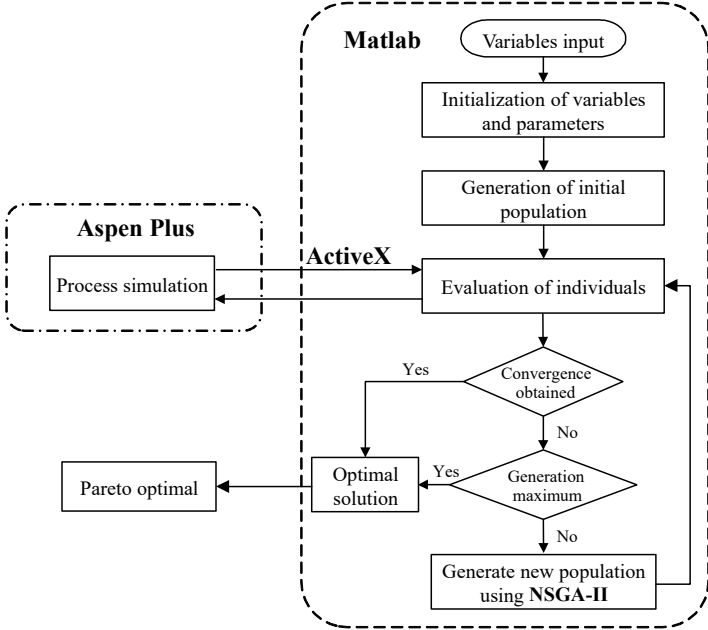 Matlab
Variables input
Initialization of variables
and parameters
Generation of initial
population
Aspen Plus
ActiveX
Process simulation
Evaluation of individuals
Yes
Convergence
obtained
No
Pareto optimal
Optimal
solution
Yes
Generation
maximum
No
Generate new population
using NSGA-II